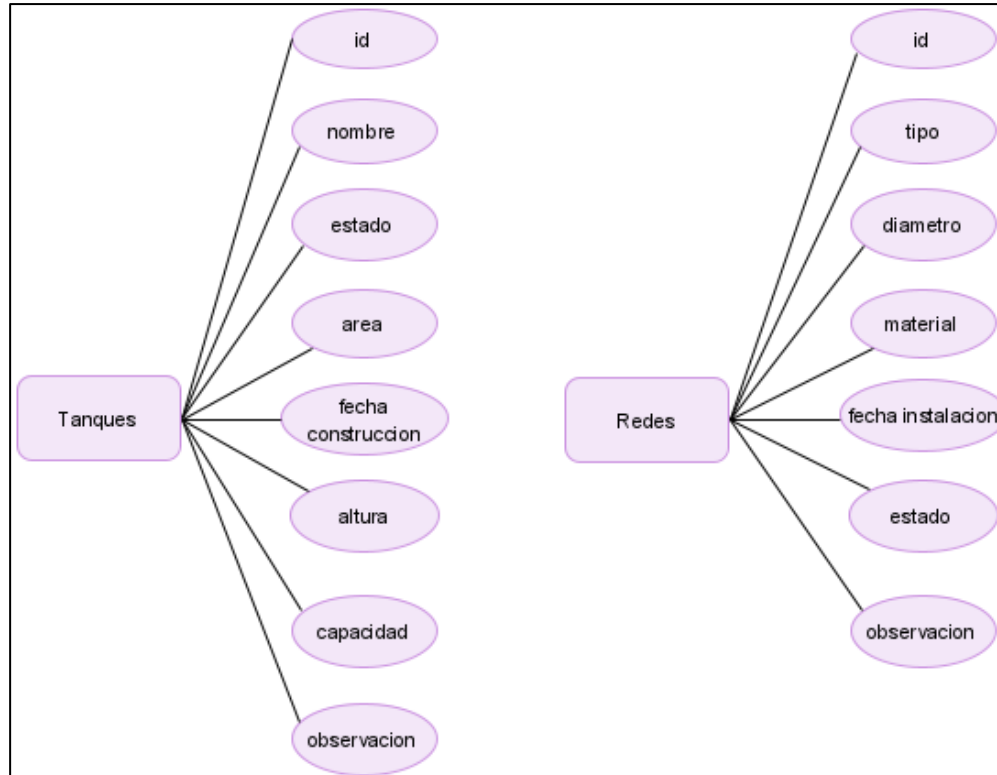 id
nombre
estado
area
Tanques
fecha
construccion
altura
capacidad
observacion
id
tipo
diametro
material
Redes
fecha instalacion
estado
observacion